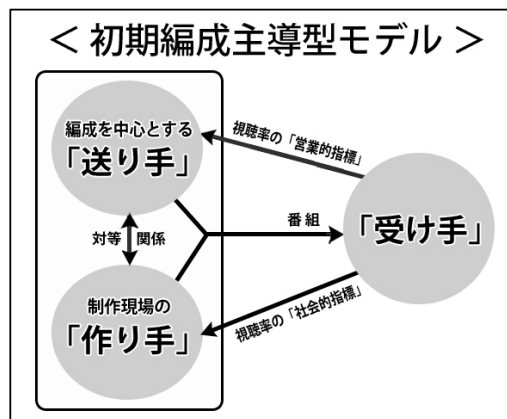 ＜ 初期編成主導型モデル ＞
編成を中心とする
「送り手」
視聴率の「営業的指標」
対等 関係
番組
「受け手」
制作現場の
「作り手」
視聴率の「社会的指標」